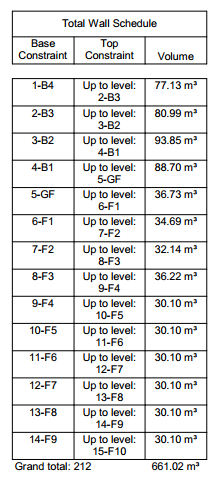 Total Wall Schedule
Base Constraint Top Constraint Volume
1-B4 Up to level: 2-B3 77.13 m³
2-B3 Up to level: 3-B2 80.99 m³
3-B2 Up to level: 4-B1 93.85 m³
4-B1 Up to level: 5-GF 88.70 m³
5-GF Up to level: 6-F1 36.73 m³
6-F1 Up to level: 7-F2 34.69 m³
7-F2 Up to level: 8-F3 32.14 m³
8-F3 Up to level: 9-F4 36.22 m³
9-F4 Up to level: 10-F5 30.10 m³
10-F5 Up to level: 11-F6 30.10 m³
11-F6 Up to level: 12-F7 30.10 m³
12-F7 Up to level: 13-F8 30.10 m³
13-F8 Up to level: 14-F9 30.10 m³
14-F9 Up to level: 15-F10 30.10 m³
Grand total: 212 661.02 m³